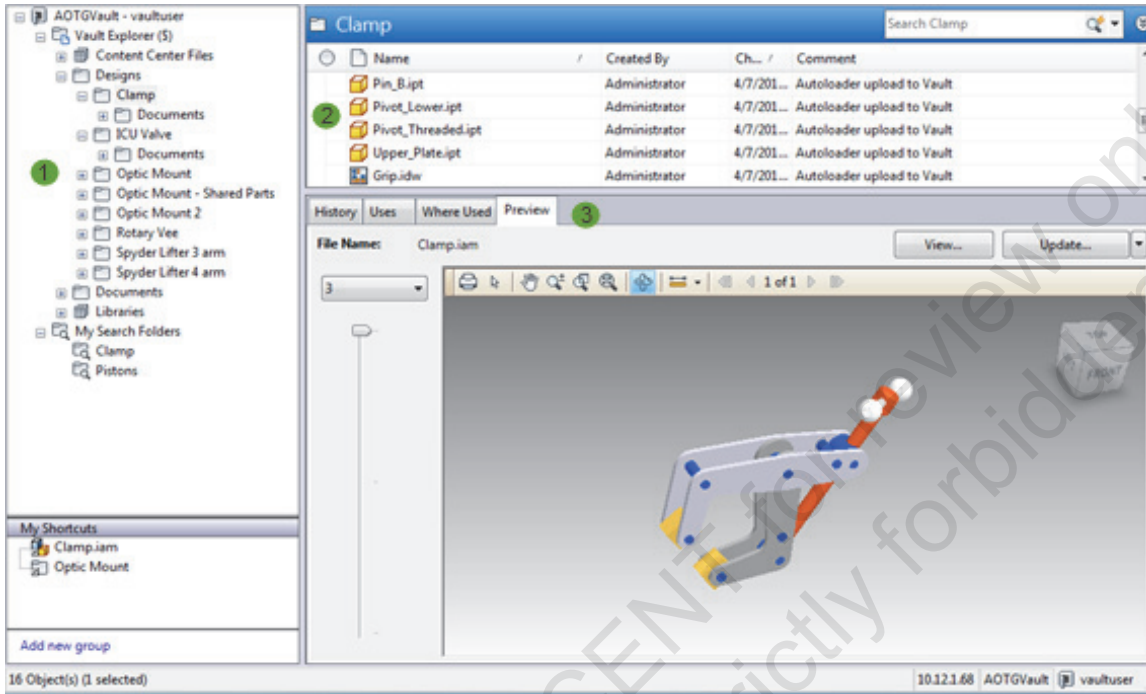 AOTGVault - vaultuser
Vault Explorer ($)
Content Center Files
Designs
Clamp
Documents
ICU Valve
Documents
Optic Mount
Optic Mount - Shared Parts
Optic Mount 2
Rotary Vee
Spyder Lifter 3 arm
Spyder Lifter 4 arm
Documents
Libraries
My Search Folders
Clamp
Pistons
1
My Shortcuts
Clamp.iam
Optic Mount
Add new group
Clamp
Search Clamp
Name / Created By Ch... / Comment
Pin_B.ipt Administrator 4/7/201... Autoloader upload to Vault
Pivot_Lower.ipt Administrator 4/7/201... Autoloader upload to Vault
2
Pivot_Threaded.ipt Administrator 4/7/201... Autoloader upload to Vault
Upper_Plate.ipt Administrator 4/7/201... Autoloader upload to Vault
Grip.idw Administrator 4/7/201... Autoloader upload to Vault
History Uses Where Used Preview 3
File Name: Clamp.iam View... Update...
3
1 of 1
TOP
FRONT
16 Object(s) (1 selected) 10.12.1.68 AOTGVault vaultuser
CENT for review
strictly forbidden